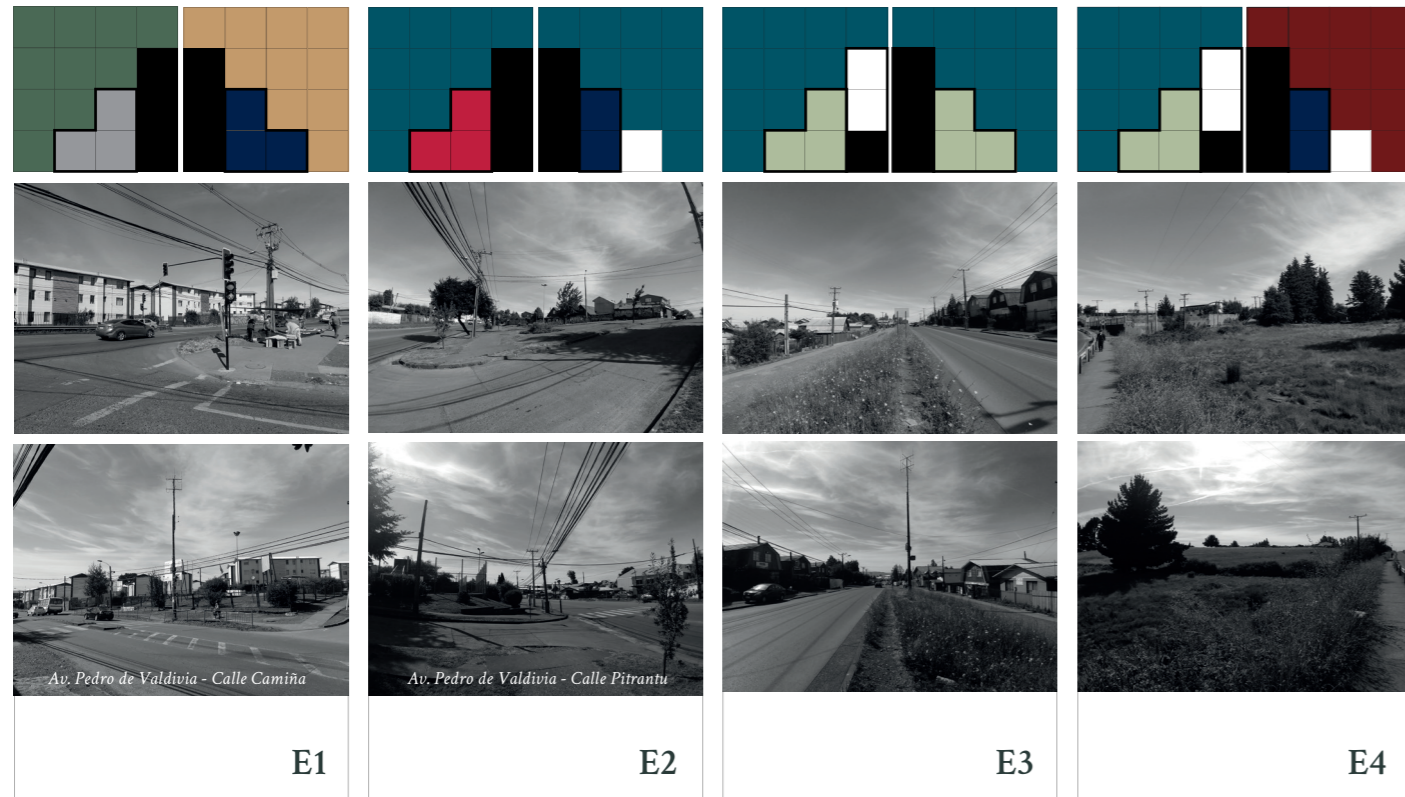 Av. Pedro de Valdivia - Calle Camiña
Av. Pedro de Valdivia - Calle Pitrantu
E1
E2
E3
E4